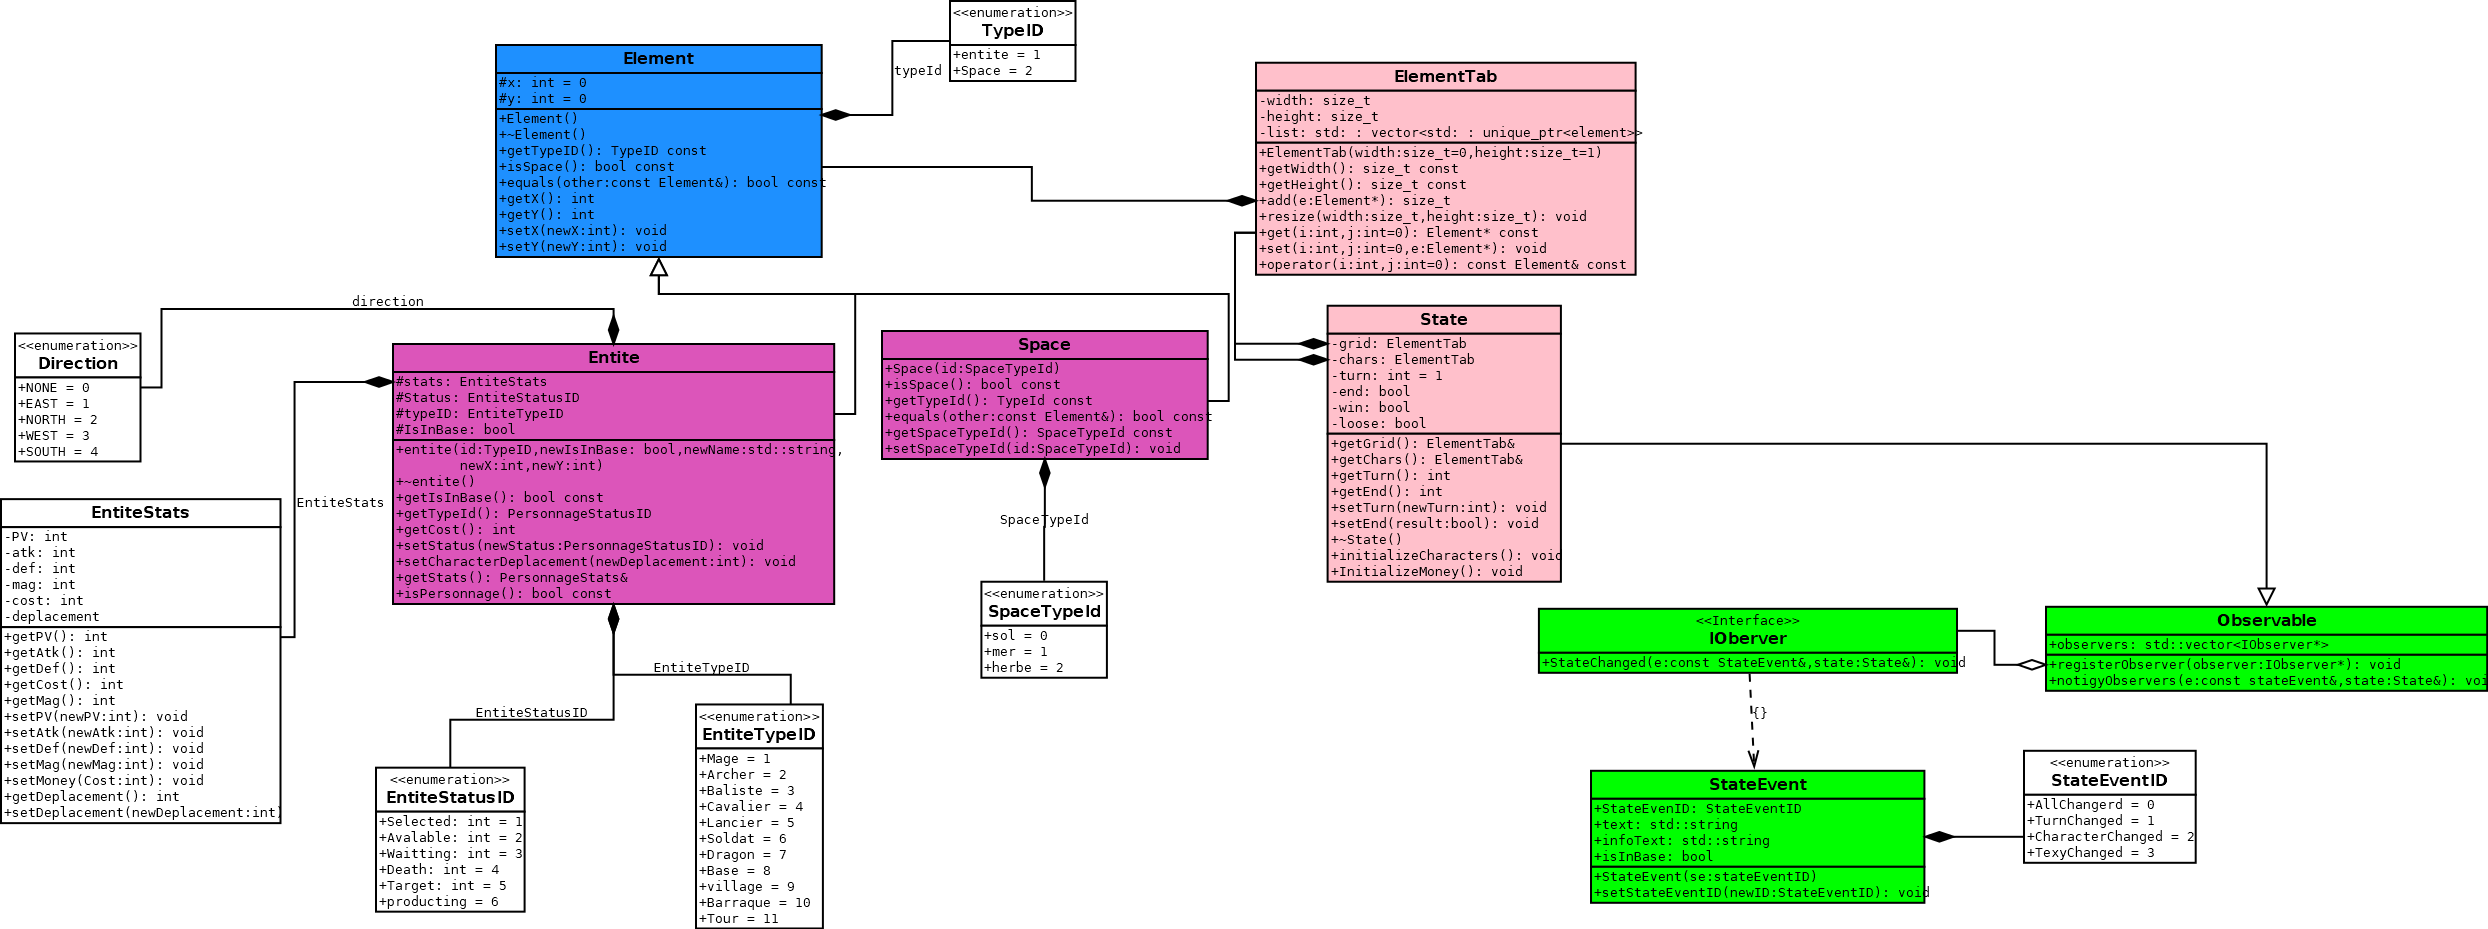 <<enumeration>>
TypeID
+entite = 1
+Space = 2
typeId
Element
#x: int = 0
#y: int = 0
+Element()
+~Element()
+getTypeID(): TypeID const
+isSpace(): bool const
+equals(other:const Element&): bool const
+getX(): int
+getY(): int
+setX(newX:int): void
+setY(newY:int): void
ElementTab
-width: size_t
-height: size_t
-list: std: : vector<std: : unique_ptr<element>>
+ElementTab(width:size_t=0,height:size_t=1)
+getWidth(): size_t const
+getHeight(): size_t const
+add(e:Element*): size_t
+resize(width:size_t,height:size_t): void
+get(i:int,j:int=0): Element* const
+set(i:int,j:int=0,e:Element*): void
+operator(i:int,j:int=0): const Element& const
direction
<<enumeration>>
Direction
+NONE = 0
+EAST = 1
+NORTH = 2
+WEST = 3
+SOUTH = 4
Entite
#stats: EntiteStats
#Status: EntiteStatusID
#typeID: EntiteTypeID
#IsInBase: bool
+entite(id:TypeID,newIsInBase: bool,newName:std::string,
newX:int,newY:int)
+~entite()
+getIsInBase(): bool const
+getTypeId(): PersonnageStatusID
+getCost(): int
+setStatus(newStatus:PersonnageStatusID): void
+setCharacterDeplacement(newDeplacement:int): void
+getStats(): PersonnageStats&
+isPersonnage(): bool const
Space
+Space(id:SpaceTypeId)
+isSpace(): bool const
+getTypeId(): TypeId const
+equals(other:const Element&): bool const
+getSpaceTypeId(): SpaceTypeId const
+setSpaceTypeId(id:SpaceTypeId): void
State
-grid: ElementTab
-chars: ElementTab
-turn: int = 1
-end: bool
-win: bool
-loose: bool
+getGrid(): ElementTab&
+getChars(): ElementTab&
+getTurn(): int
+getEnd(): int
+setTurn(newTurn:int): void
+setEnd(result:bool): void
+~State()
+initializeCharacters(): void
+InitializeMoney(): void
EntiteStats
EntiteStats
-PV: int
-atk: int
-def: int
-mag: int
-cost: int
-deplacement
+getPV(): int
+getAtk(): int
+getDef(): int
+getCost(): int
+getMag(): int
+setPV(newPV:int): void
+setAtk(newAtk:int): void
+setDef(newDef:int): void
+setMag(newMag:int): void
+setMoney(Cost:int): void
+getDeplacement(): int
+setDeplacement(newDeplacement:int)
SpaceTypeId
<<enumeration>>
SpaceTypeId
+sol = 0
+mer = 1
+herbe = 2
<<Interface>>
IOberver
+StateChanged(e:const StateEvent&,state:State&): void
Observable
+observers: std::vector<IObserver*>
+registerObserver(observer:IObserver*): void
+notigyObservers(e:const stateEvent&,state:State&): voi
EntiteTypeID
EntiteStatusID
<<enumeration>>
EntiteTypeID
+Mage = 1
+Archer = 2
+Baliste = 3
+Cavalier = 4
+Lancier = 5
+Soldat = 6
+Dragon = 7
+Base = 8
+village = 9
+Barraque = 10
+Tour = 11
<<enumeration>>
EntiteStatusID
+Selected: int = 1
+Avalable: int = 2
+Waitting: int = 3
+Death: int = 4
+Target: int = 5
+producting = 6
{}
StateEvent
+StateEvenID: StateEventID
+text: std::string
+infoText: std::string
+isInBase: bool
+StateEvent(se:stateEventID)
+setStateEventID(newID:StateEventID): void
<<enumeration>>
StateEventID
+AllChangerd = 0
+TurnChanged = 1
+CharacterChanged = 2
+TexyChanged = 3